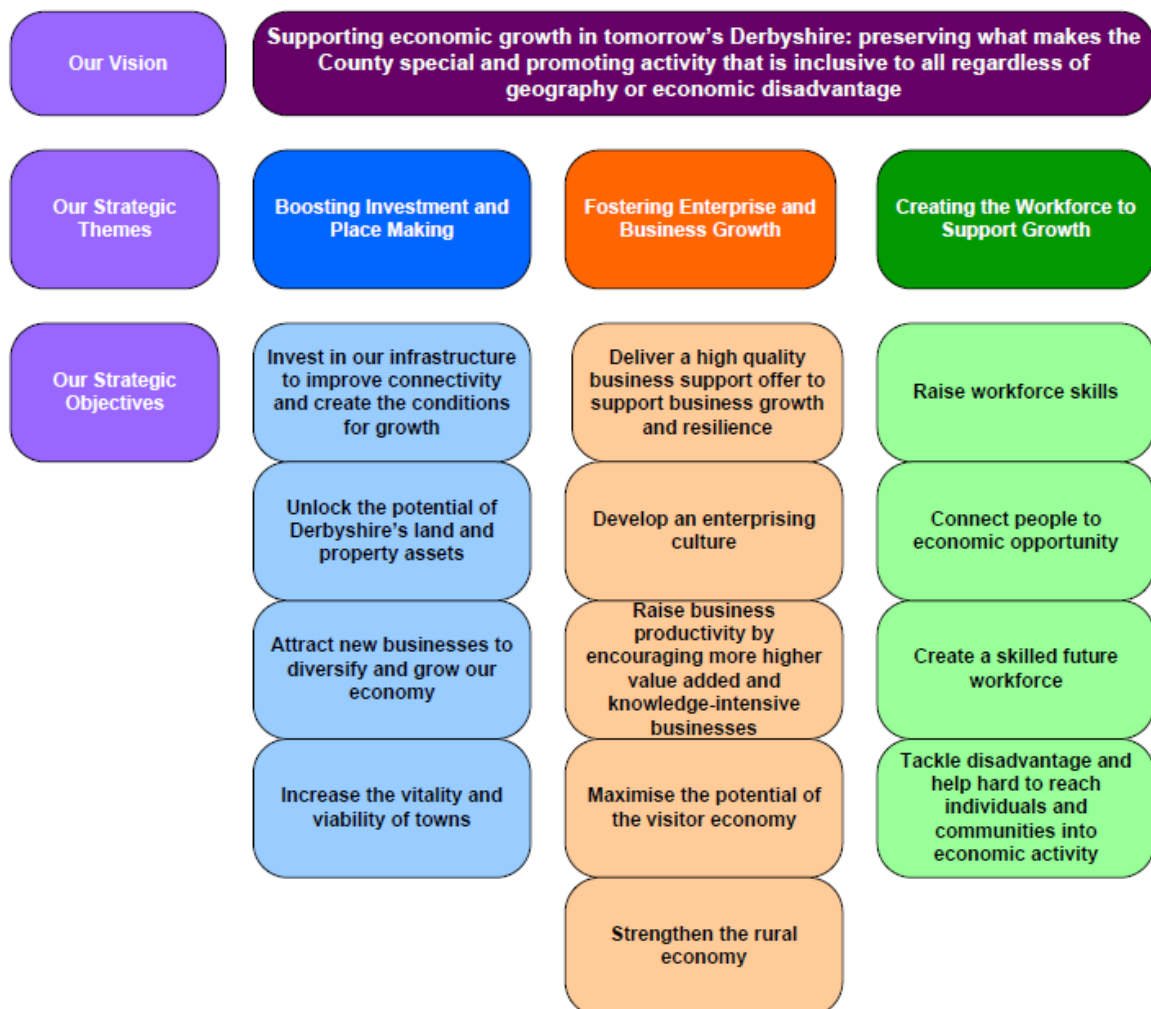 Our Vision
Supporting economic growth in tomorrow's Derbyshire: preserving what makes the
County special and promoting activity that is inclusive to all regardless of
geography or economic disadvantage
Our Strategic
Themes
Boosting Investment and
Place Making
Fostering Enterprise and
Business Growth
Creating the Workforce to
Support Growth
Our Strategic
Objectives
Invest in our infrastructure
to improve connectivity
and create the conditions
for growth
Unlock the potential of
Derbyshire's land and
property assets
Attract new businesses to
diversify and grow our
economy
Increase the vitality and
viability of towns
Deliver a high quality
business support offer to
support business growth
and resilience
Develop an enterprising
culture
Raise business
productivity by
encouraging more higher
value added and
knowledge-intensive
businesses
Maximise the potential of
the visitor economy
Strengthen the rural
economy
Raise workforce skills
Connect people to
economic opportunity
Create a skilled future
workforce
Tackle disadvantage and
help hard to reach
individuals and
communities into
economic activity